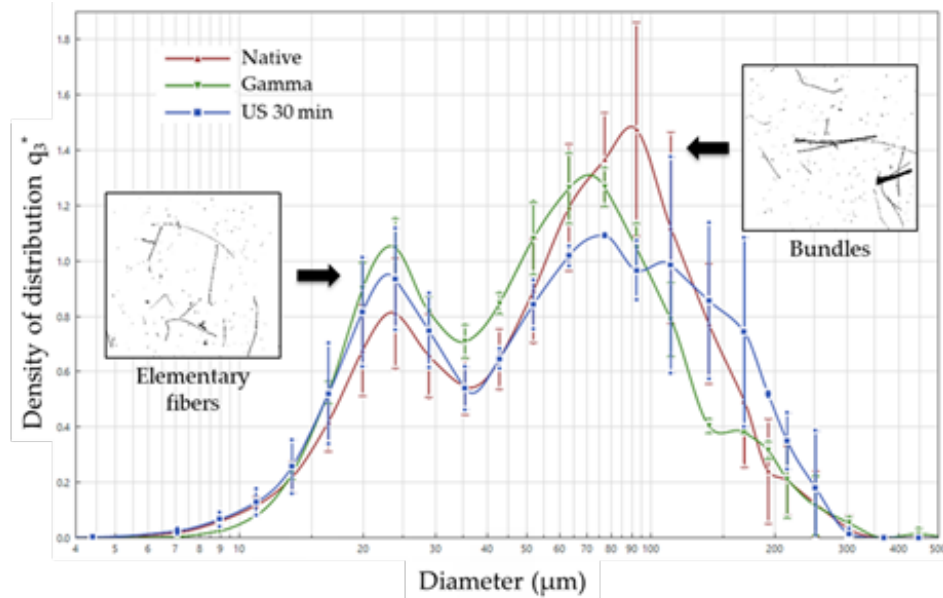 1.8
1.6
1.4
1.2
1.0
0.8
0.6
0.4
0.2
0.0
Density of distribution q3*
Native
Gamma
US 30 min
Elementary
fibers
Bundles
4 5 6 7 8 9 10 20 30 40 50 60 70 80 90 100 200 300 400 500
Diameter (μm)